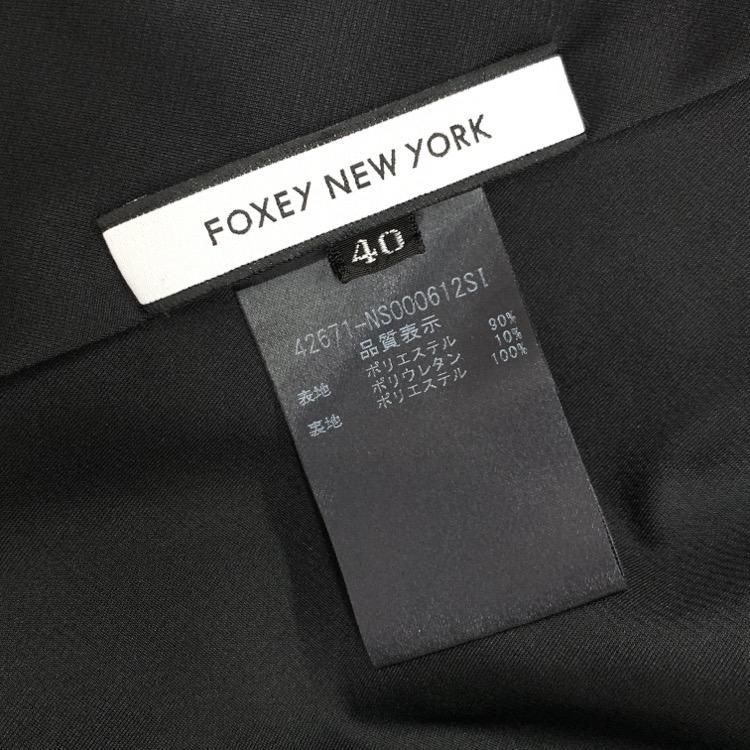 FOXEY NEW YORK
40
42671-NS000612SI
品質表示
表地 ポリエステル 90%
ポリウレタン 10%
裏地 ポリエステル 100%